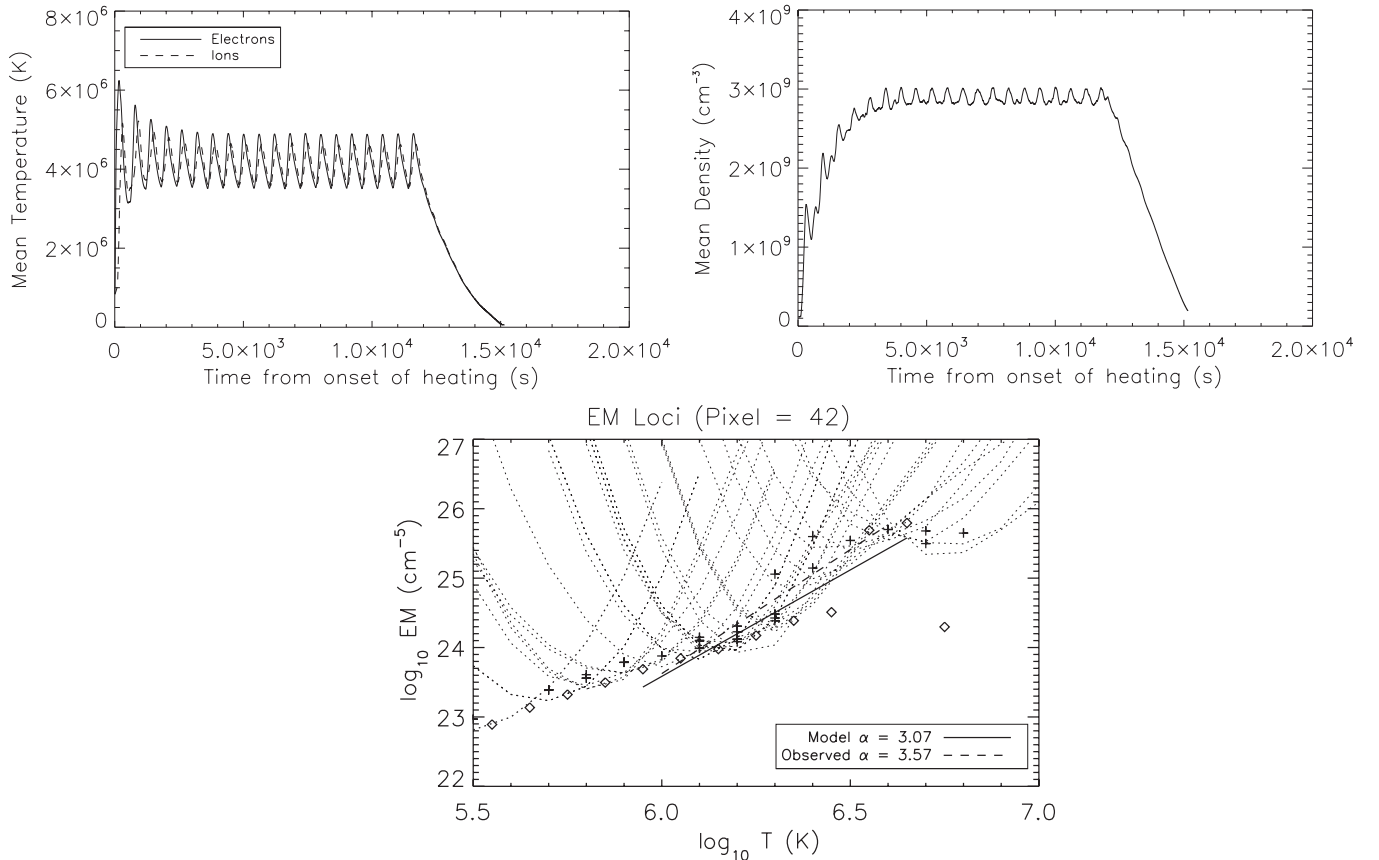 8×10⁶
6×10⁶
4×10⁶
2×10⁶
0
Mean Temperature (K)
Electrons
Ions
0
5.0×10³
1.0×10⁴
1.5×10⁴
2.0×10⁴
Time from onset of heating (s)
4×10⁹
3×10⁹
2×10⁹
1×10⁹
0
Mean Density (cm⁻³)
0
5.0×10³
1.0×10⁴
1.5×10⁴
2.0×10⁴
Time from onset of heating (s)
EM Loci (Pixel = 42)
27
26
25
24
23
22
log₁₀ EM (cm⁻⁵)
Model α = 3.07
Observed α = 3.57
5.5
6.0
6.5
7.0
log₁₀ T (K)